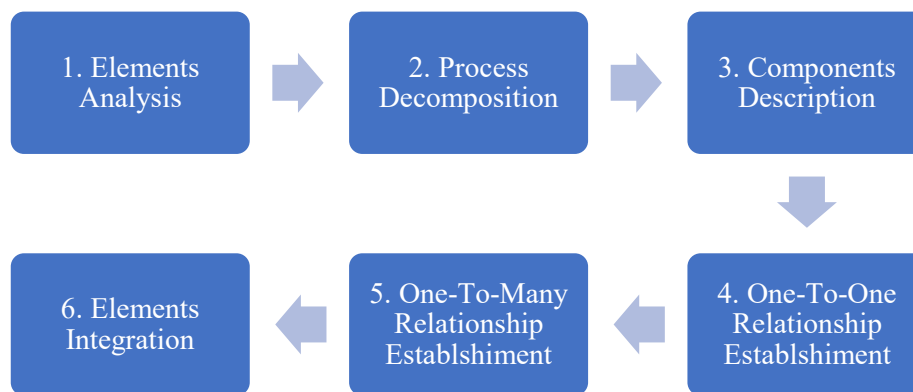 1. Elements
Analysis
2. Process
Decomposition
3. Components
Description
4. One-To-One
Relationship
Establshiment
5. One-To-Many
Relationship
Establshiment
6. Elements
Integration